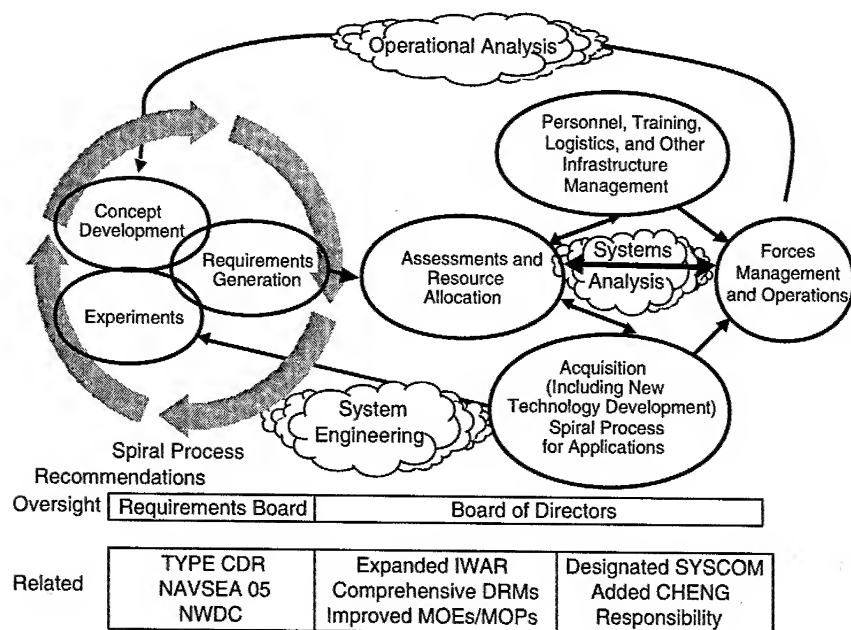 Operational Analysis
Personnel, Training,
Logistics, and Other
Infrastructure
Management
Concept
Development
Requirements
Generation
Experiments
Assessments and
Resource
Allocation
Systems
Analysis
Forces
Management
and Operations
Acquisition
(Including New
Technology Development)
Spiral Process
for Applications
System
Engineering
Spiral Process
Recommendations
Oversight
Requirements Board
Board of Directors
Related
TYPE CDR
NAVSEA 05
NWDC
Expanded IWAR
Comprehensive DRMs
Improved MOEs/MOPs
Designated SYSCOM
Added CHENG
Responsibility